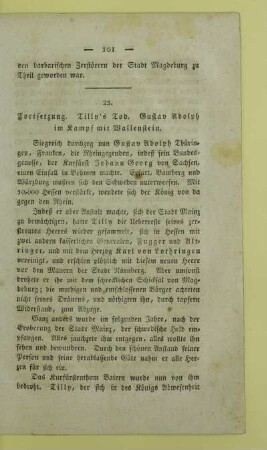 — 101 —
den barbarischen Zerstörern der Stadt Magdeburg zu
Theil geworden war.
23.
Fortsetzung. Tilly's Tod. Gustav Adolph
im Kampf mit Wallenstein.
Siegreich durchzog nun Gustav Adolph Thürin-
gen, Franken, die Rheingegenden, indeß sein Bundes-
genosse, der Kurfürst Johann Georg von Sachsen,
einen Einfall in Böhmen machte. Erfurt, Bamberg und
Würzburg mußten sich den Schweden unterwerfen. Mit
Hessen verstärkt, wendete sich der König von da
gegen den Rhein.
Indeß er aber Anstalt machte, sich der Stadt Mainz
zu bemächtigen, hatte Tilly die Ueberreste seines zer-
streuten Heeres wieder gesammelt, sich in Hessen mit
zwei andern kaiserlichen Generalen, Fugger und Ald-
ringer, und mit dem Herzog Karl von Lothringen
vereinigt, und erschien plötzlich mit diesem neuen Heere
vor den Mauern der Stadt Nürnberg. Aber umsonst
drohete er ihr mit dem schrecklichen Schicksal von Mag-
deburg; die muthigen und entschlossenen Bürger achteten
nicht seines Dräuens, und nöthigten ihn, durch tapfern
Widerstand, zum Abzuge.
Ganz anders wurde im folgenden Jahre, nach der
Eroberung der Stadt Mainz, der schwedische Held em-
pfangen. Alles jauchzte ihm entgegen, alles wollte ihn
sehen und bewundern. Durch den schönen Anstand seiner
Person und seine herablassende Güte nahm er alle Her-
zen für sich ein.
Das Kurfürstenthum Baiern wurde nun von ihm
bedroht. Tilly, der sich in des Königs Abwesenheit